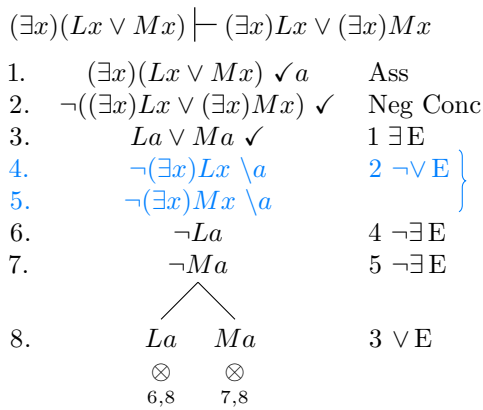 (∃x)(Lx ∨ Mx) ⊢ (∃x)Lx ∨ (∃x)Mx
1. (∃x)(Lx ∨ Mx) ✓a Ass
2. ¬((∃x)Lx ∨ (∃x)Mx) ✓ Neg Conc
3. La ∨ Ma ✓ 1 ∃E
4. ¬(∃x)Lx \a 2 ¬∨E
5. ¬(∃x)Mx \a
6. ¬La 4 ¬∃E
7. ¬Ma 5 ¬∃E
8. La Ma 3 ∨E
⊗ ⊗
6,8 7,8